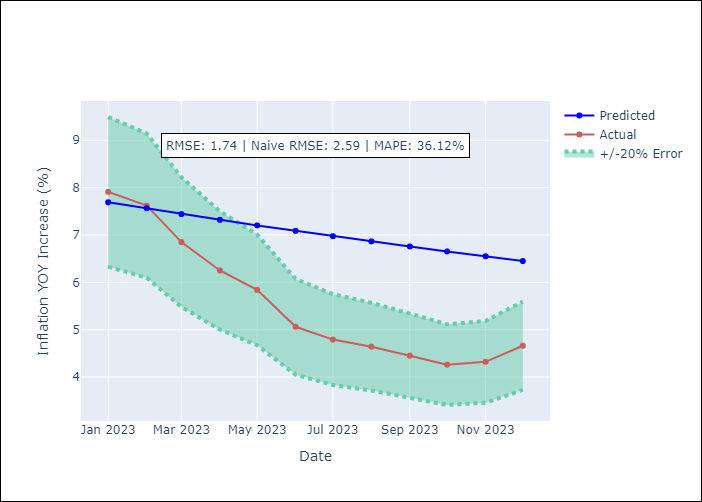 RMSE: 1.74 | Naive RMSE: 2.59 | MAPE: 36.12%
Predicted
Actual
+/-20% Error
Inflation YOY Increase (%)
9
8
7
6
5
4
Jan 2023
Mar 2023
May 2023
Jul 2023
Sep 2023
Nov 2023
Date